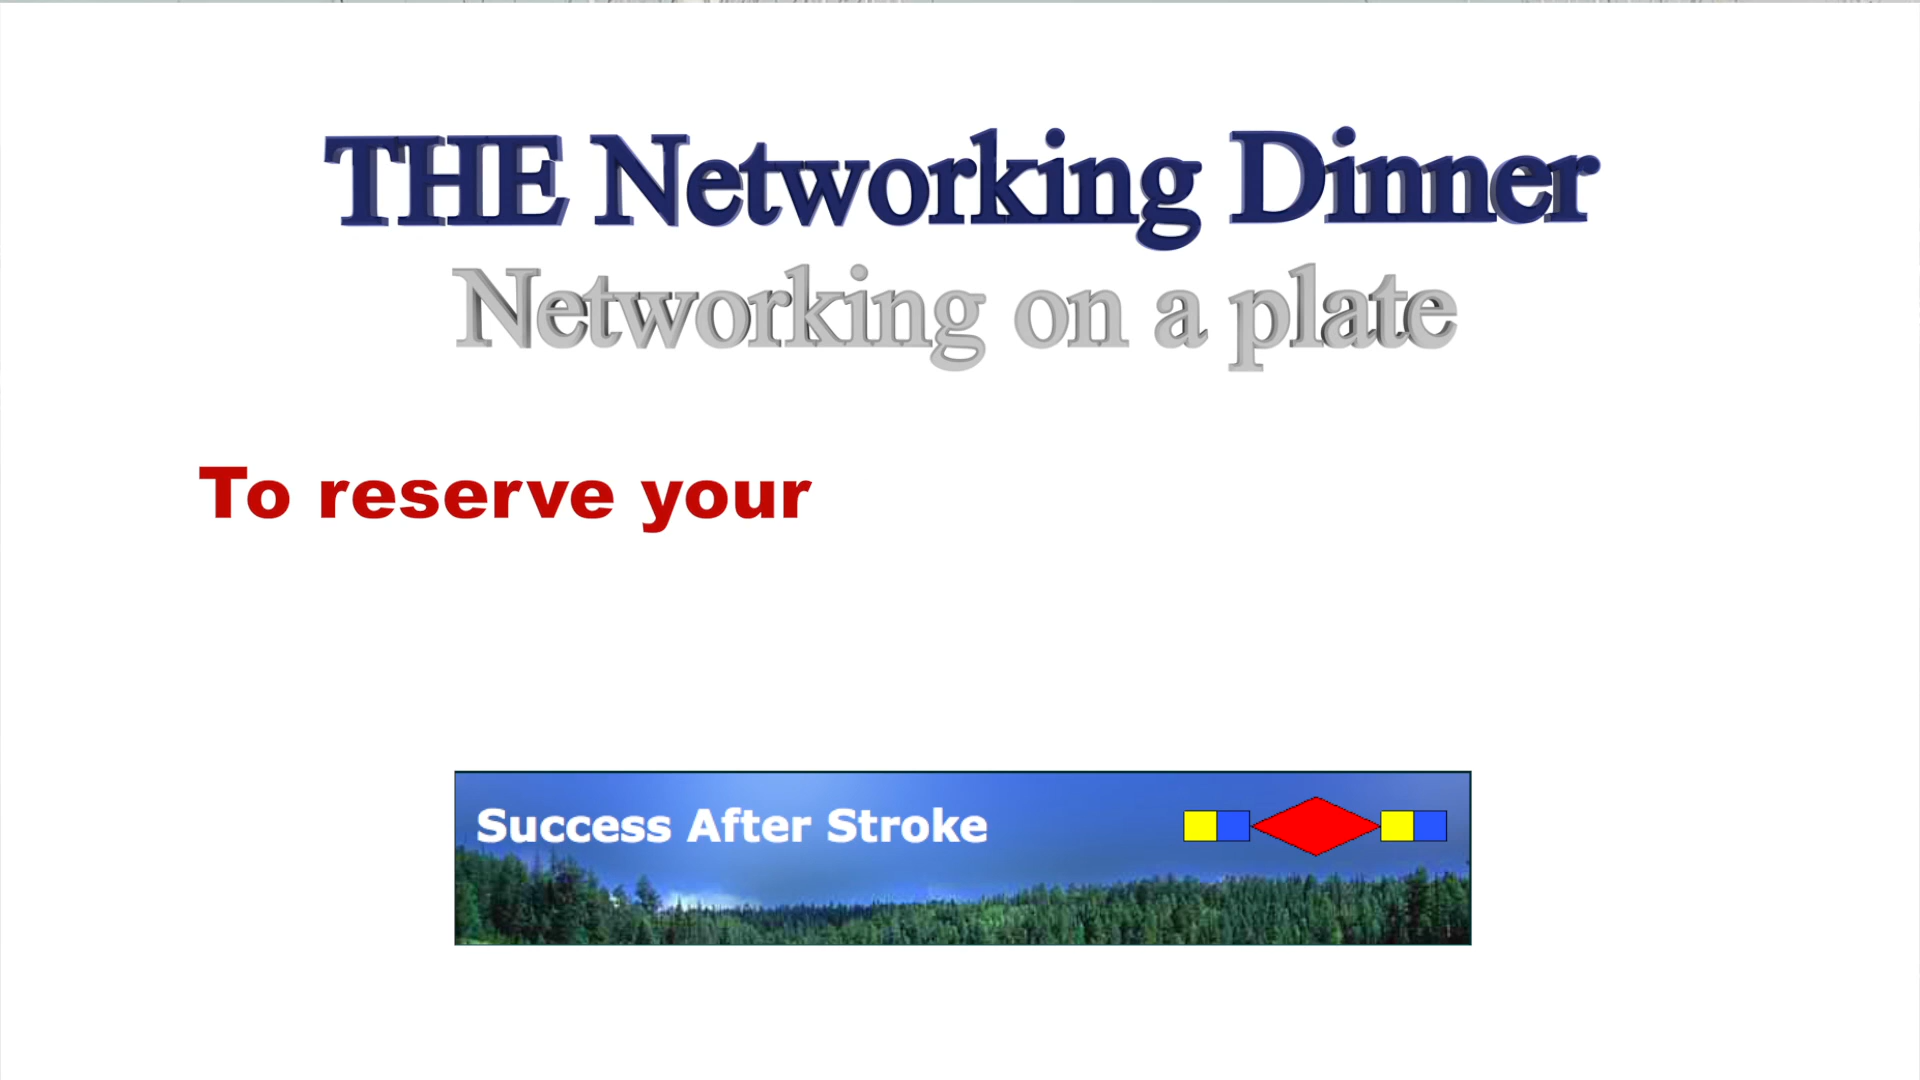 THE Networking Dinner
Networking on a plate
To reserve your
Success After Stroke